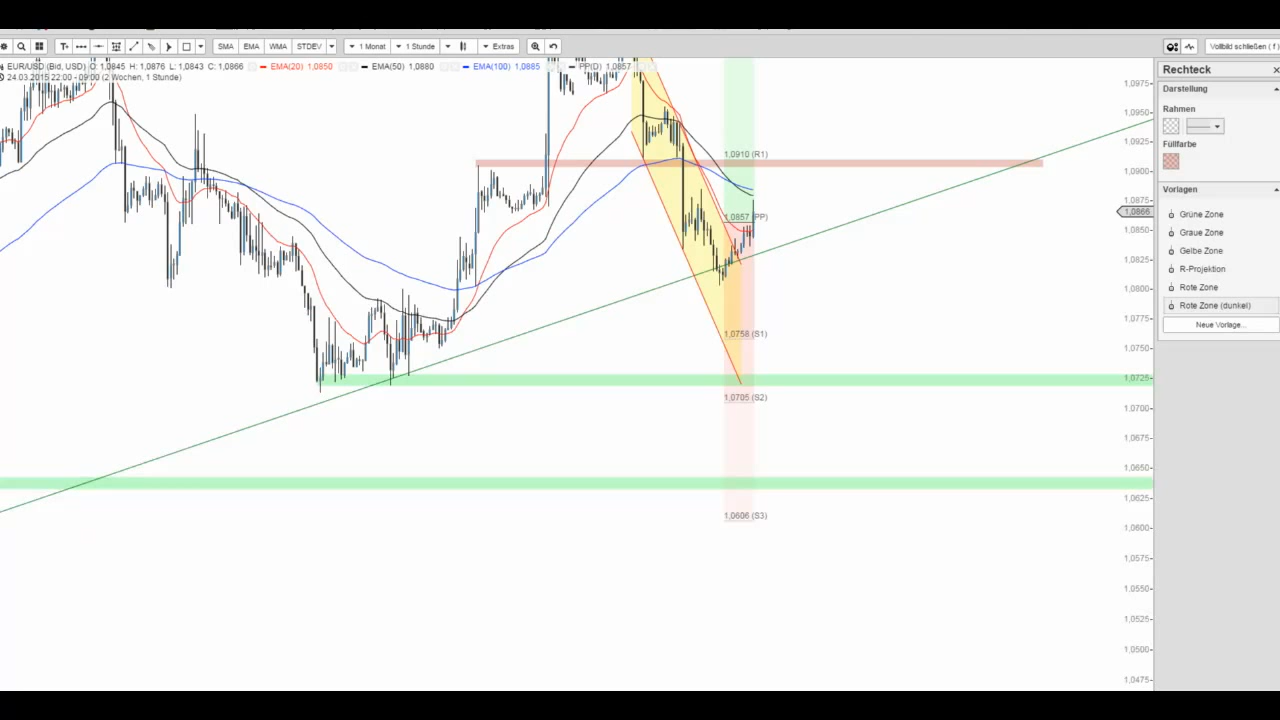 T+ SMA EMA WMA STDEV 1 Monat 1 Stunde Extras Vollbild schließen ( f )
EUR/USD (Bid, USD) O: 1,0845 H: 1,0876 L: 1,0843 C: 1,0866 EMA(20) 1,0850 EMA(50) 1,0880 EMA(100) 1,0885 PP(D) 1,0857
24.03.2015 22:00 - 09:00 (2 Wochen, 1 Stunde)
Rechteck
Darstellung
Rahmen
Füllfarbe
Vorlagen
Grüne Zone
Graue Zone
Gelbe Zone
R-Projektion
Rote Zone
Rote Zone (dunkel)
Neue Vorlage...
1,0910 (R1)
1,0857 (PP)
1,0758 (S1)
1,0705 (S2)
1,0606 (S3)
1,0975
1,0950
1,0925
1,0900
1,0875
1,0866
1,0850
1,0825
1,0800
1,0775
1,0750
1,0725
1,0700
1,0675
1,0650
1,0625
1,0600
1,0575
1,0550
1,0525
1,0500
1,0475